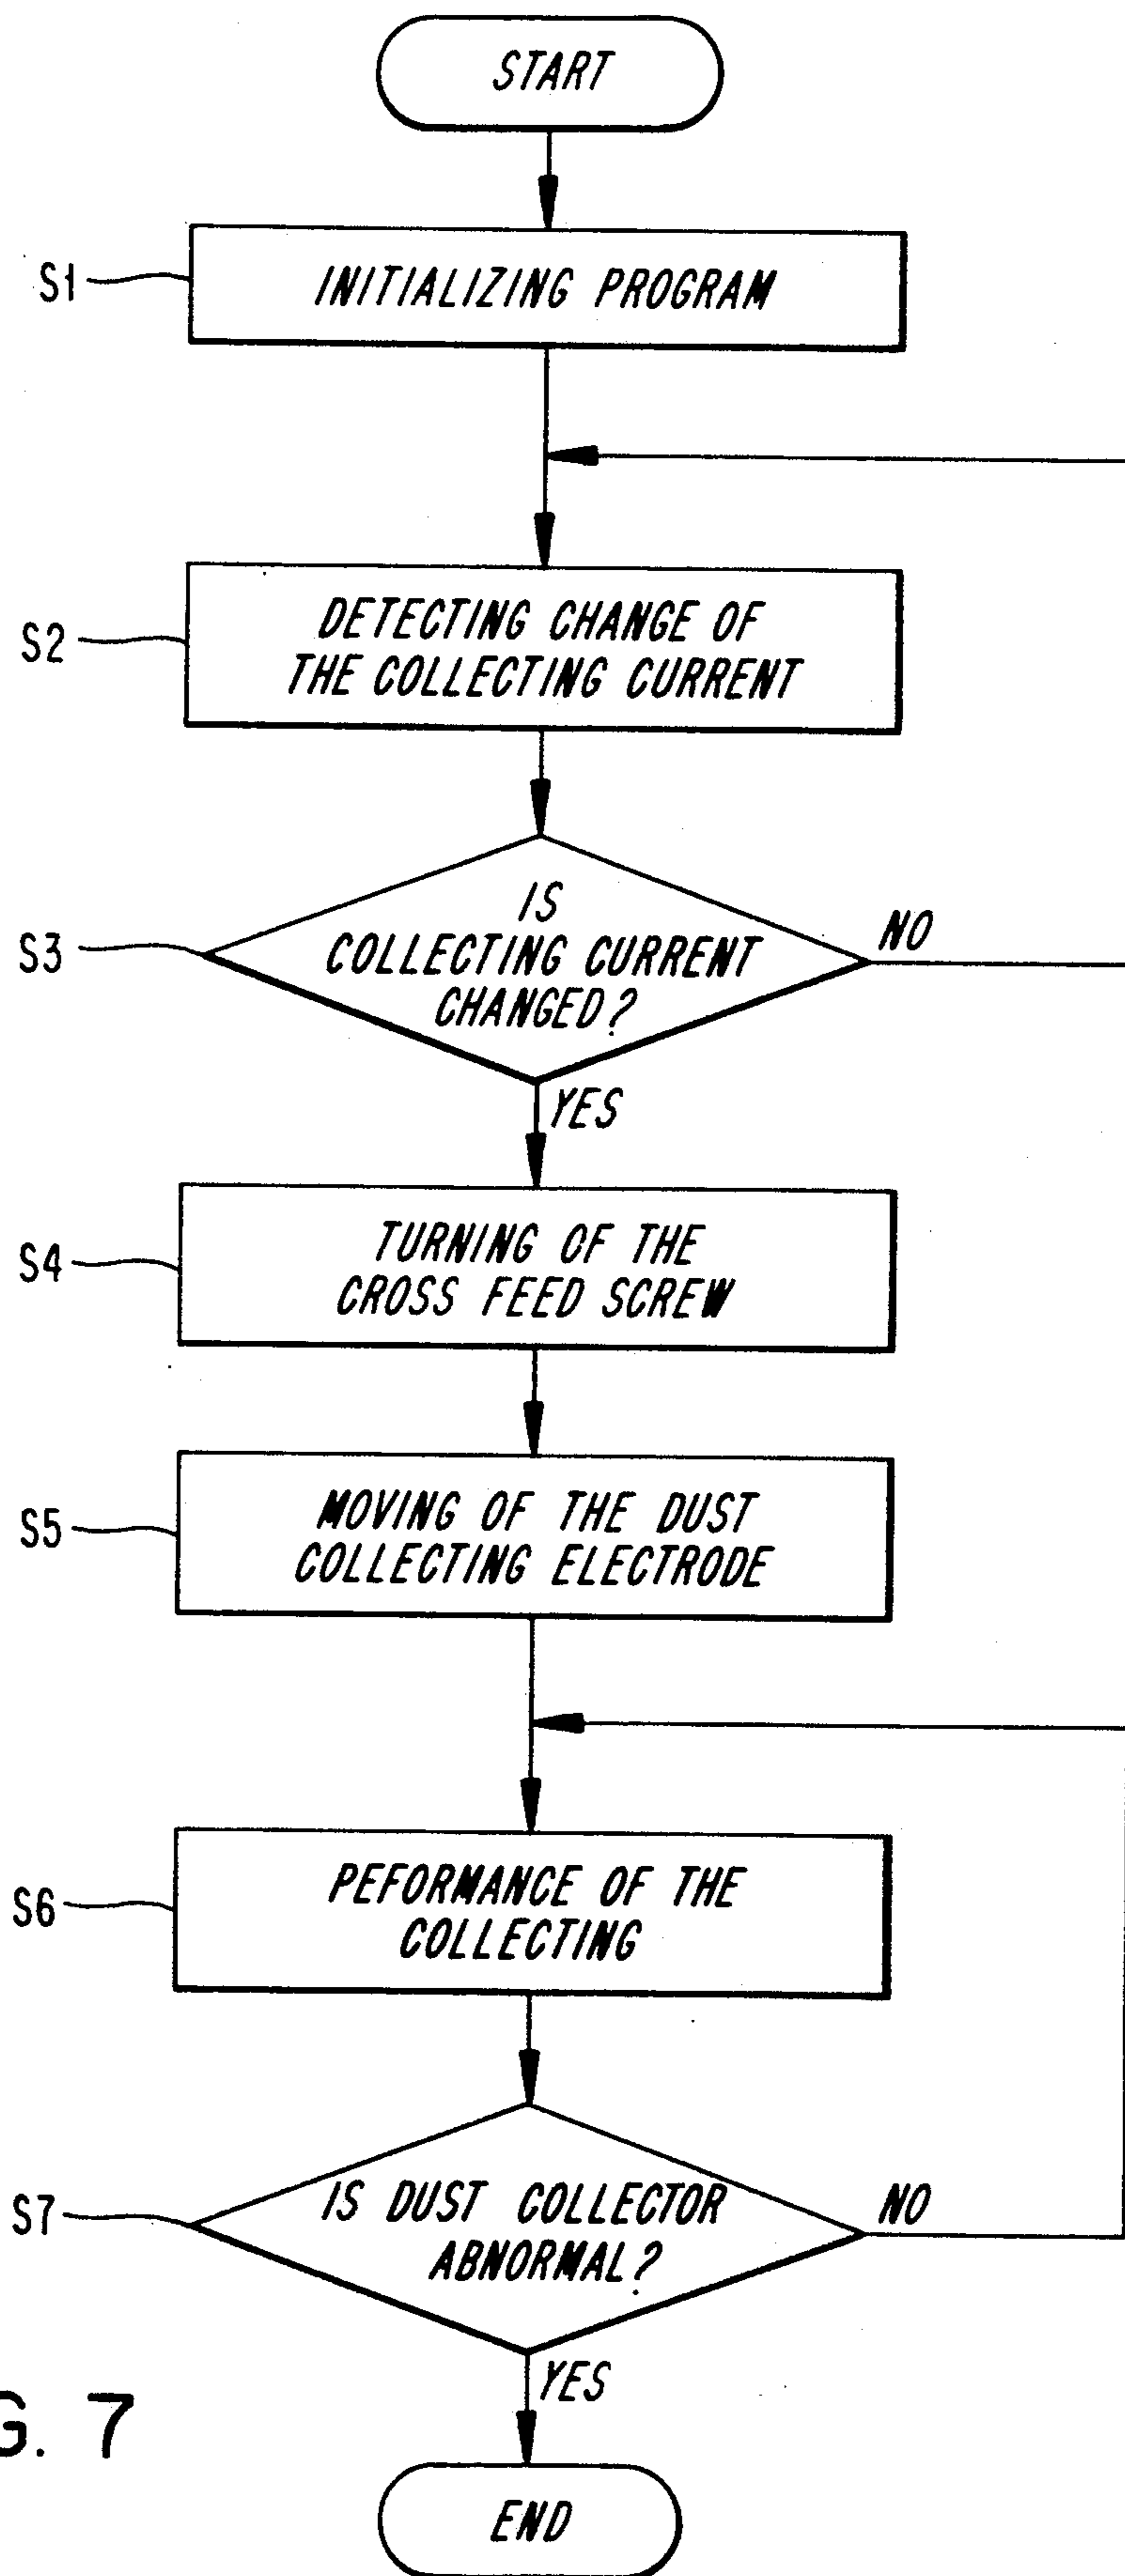 START
S1
INITIALIZING PROGRAM
S2
DETECTING CHANGE OF
THE COLLECTING CURRENT
S3
IS
COLLECTING CURRENT
CHANGED?
NO
YES
S4
TURNING OF THE
CROSS FEED SCREW
S5
MOVING OF THE DUST
COLLECTING ELECTRODE
S6
PEFORMANCE OF THE
COLLECTING
S7
IS DUST COLLECTOR
ABNORMAL?
NO
YES
G. 7
END